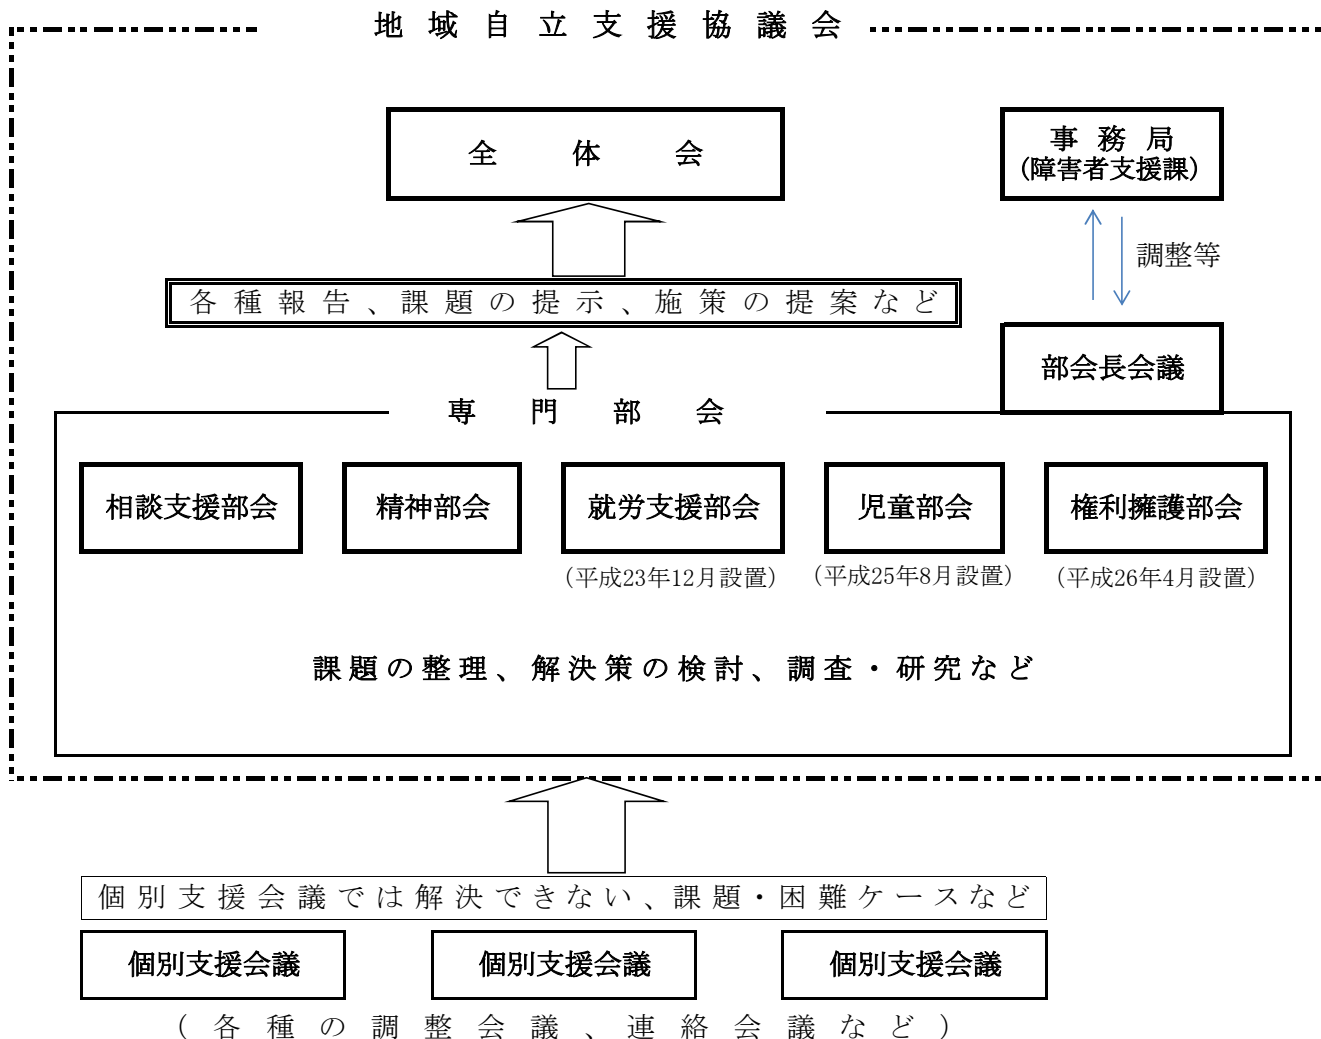 地域自立支援協議会
全体会
事務局
(障害者支援課)
調整等
各種報告、課題の提示、施策の提案など
部会長会議
専門部会
相談支援部会
精神部会
就労支援部会
児童部会
権利擁護部会
(平成23年12月設置)
(平成25年8月設置)
(平成26年4月設置)
課題の整理、解決策の検討、調査・研究など
個別支援会議では解決できない、課題・困難ケースなど
個別支援会議
個別支援会議
個別支援会議
(各種の調整会議、連絡会議など)